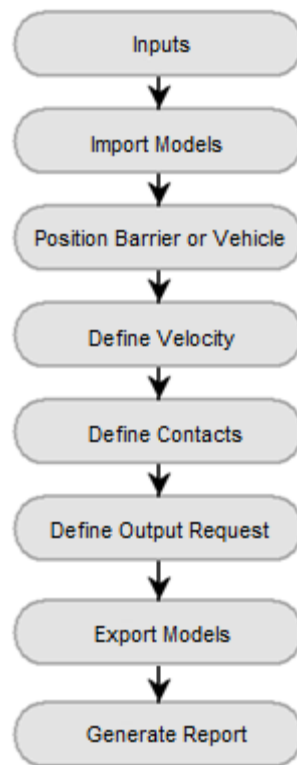 Inputs
Import Models
Position Barrier or Vehicle
Define Velocity
Define Contacts
Define Output Request
Export Models
Generate Report